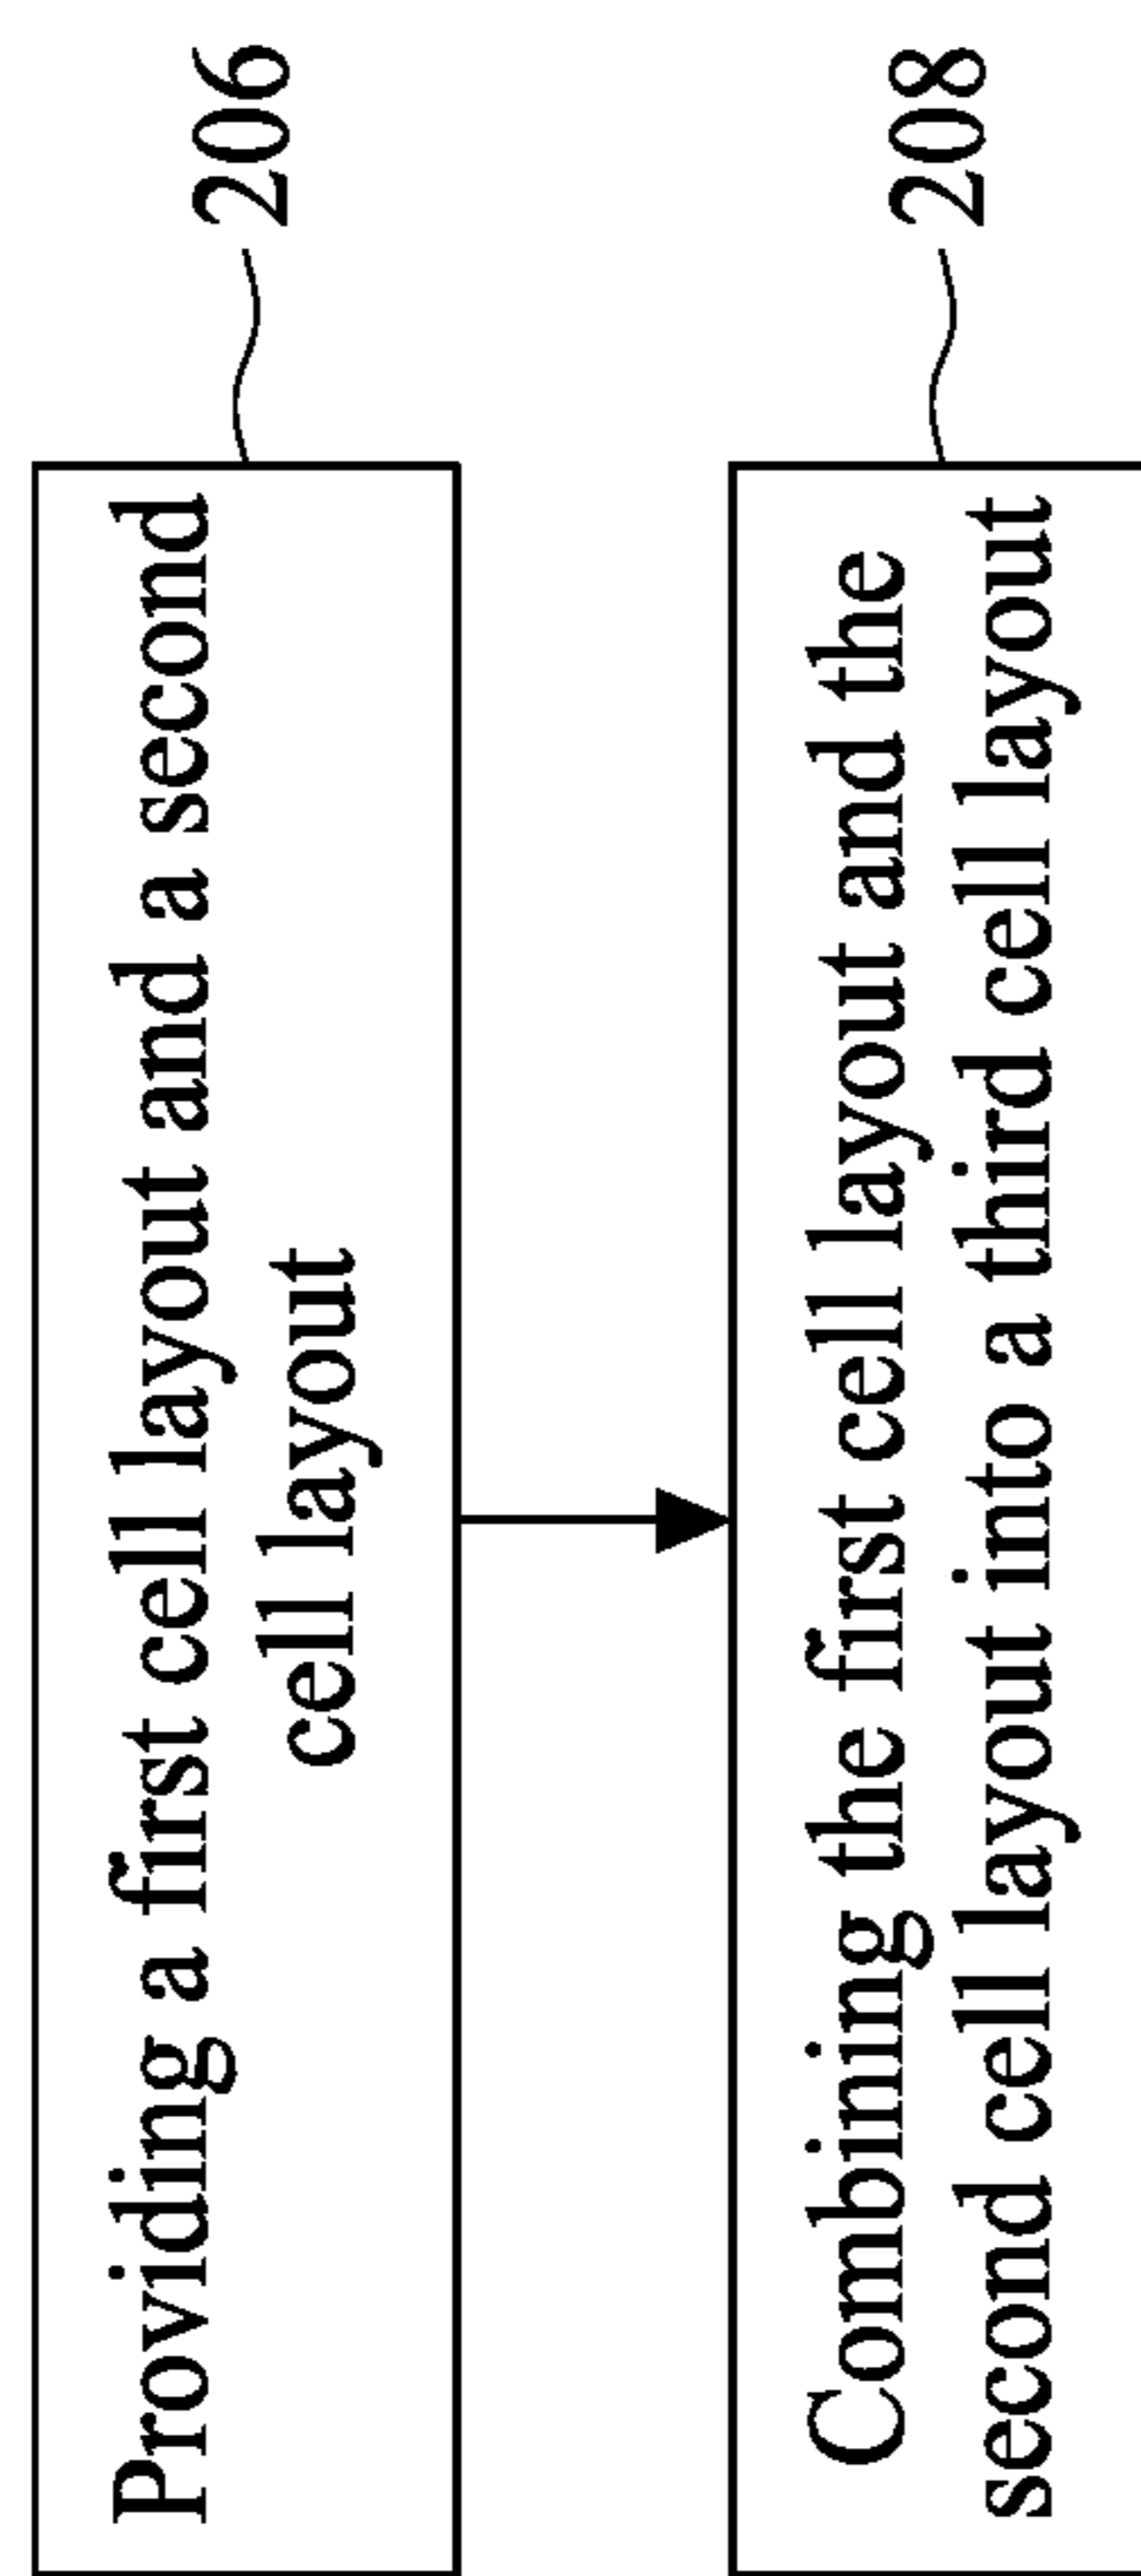 Providing a first cell layout and a second
cell layout
206
Combining the first cell layout and the
second cell layout into a third cell layout
208